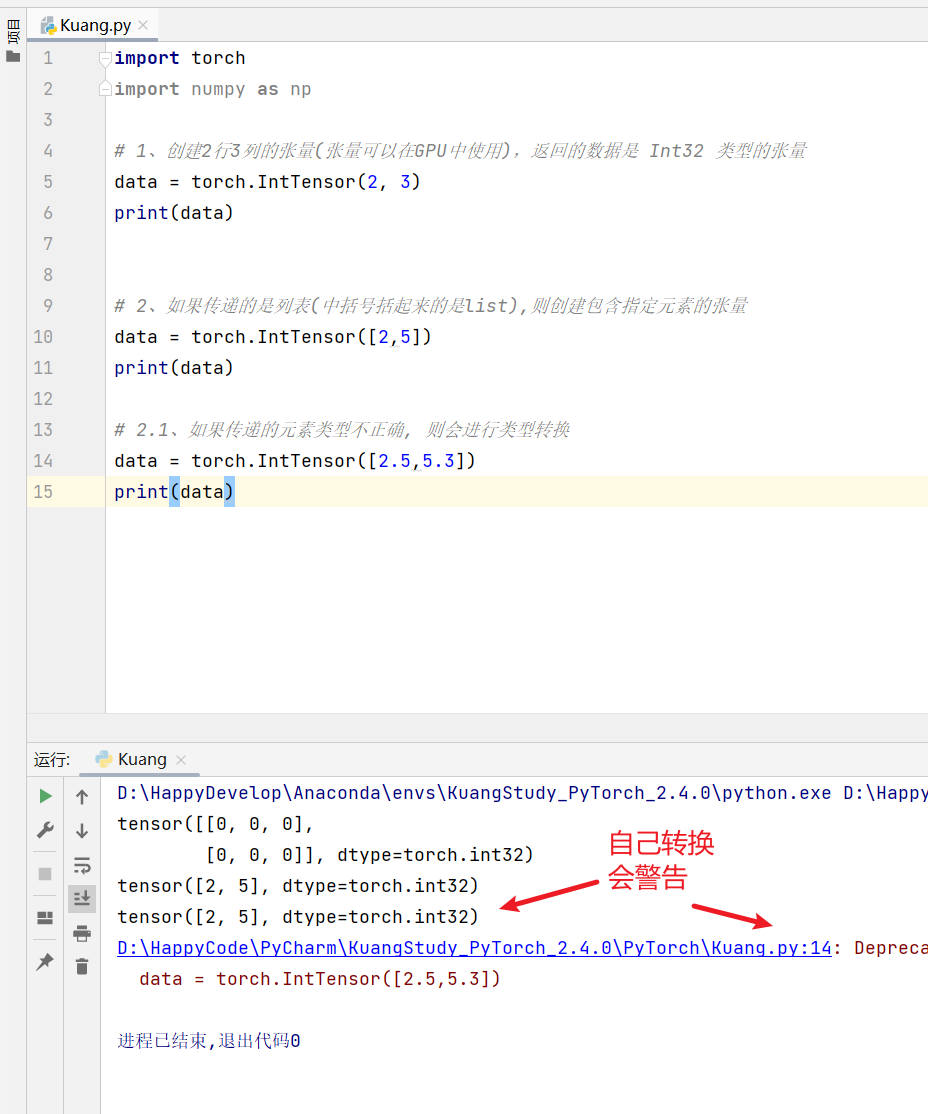 项目
Kuang.py
1 import torch
2 import numpy as np
3
4 # 1、创建2行3列的张量(张量可以在GPU中使用)，返回的数据是 Int32 类型的张量
5 data = torch.IntTensor(2, 3)
6 print(data)
7
8
9 # 2、如果传递的是列表(中括号括起来的是list),则创建包含指定元素的张量
10 data = torch.IntTensor([2,5])
11 print(data)
12
13 # 2.1、如果传递的元素类型不正确, 则会进行类型转换
14 data = torch.IntTensor([2.5,5.3])
15 print(data)
运行: Kuang
D:\HappyDevelop\Anaconda\envs\KuangStudy_PyTorch_2.4.0\python.exe D:\Happy
tensor([[0, 0, 0],
[0, 0, 0]], dtype=torch.int32)
自己转换
会警告
tensor([2, 5], dtype=torch.int32)
tensor([2, 5], dtype=torch.int32)
D:\HappyCode\PyCharm\KuangStudy_PyTorch_2.4.0\PyTorch\Kuang.py:14: Depreca
data = torch.IntTensor([2.5,5.3])
进程已结束,退出代码0